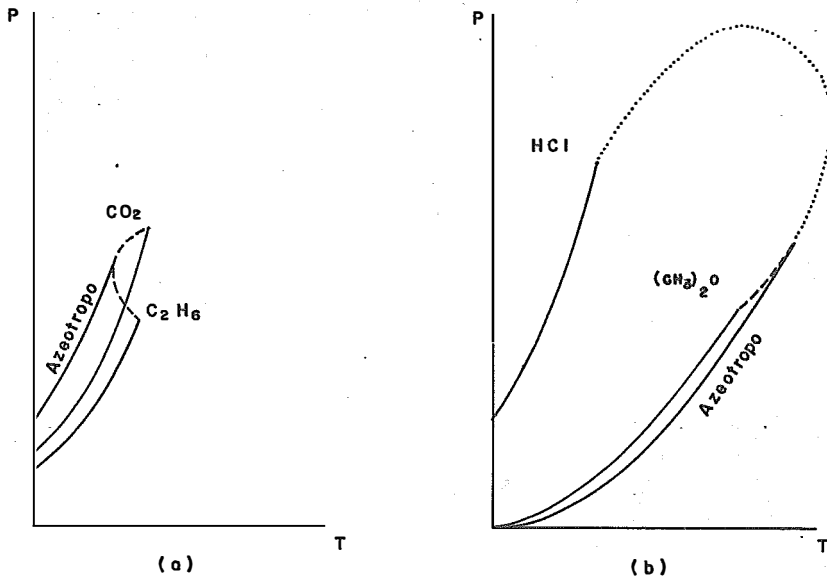 P
CO2
Azeotropo
C2 H6
T
(a)
P
HCl
(CH3)2O
Azeotropo
T
(b)